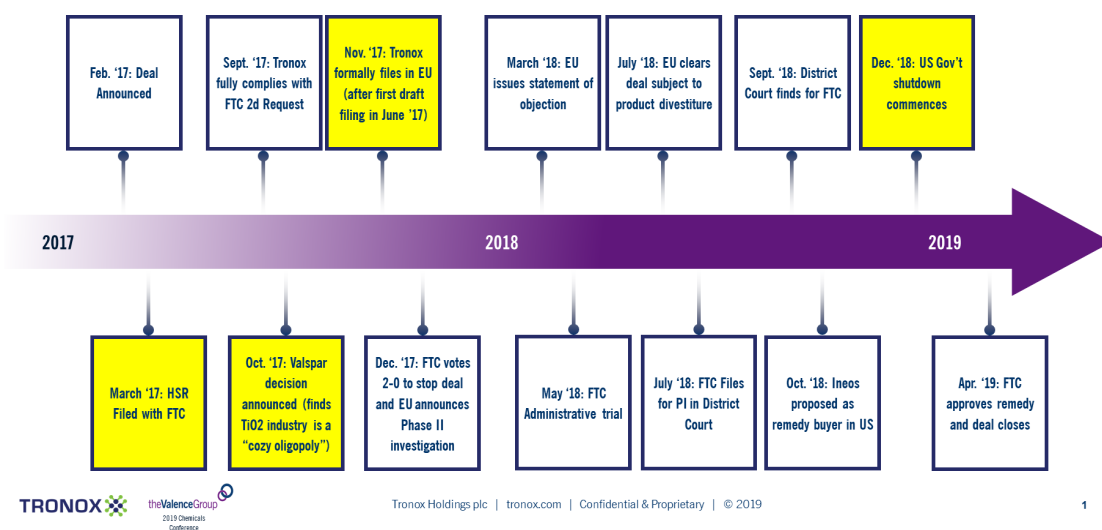 Feb. ‘17: Deal
Announced
Sept. ‘17: Tronox
fully complies with
FTC 2d Request
Nov. ‘17: Tronox
formally files in EU
(after first draft
filing in June ’17)
March ‘18: EU
issues statement of
objection
July ‘18: EU clears
deal subject to
product divestiture
Sept. ‘18: District
Court finds for FTC
Dec. ‘18: US Gov’t
shutdown
commences
2017
2018
2019
March ‘17: HSR
Filed with FTC
Oct. ‘17: Valspar
decision
announced (finds
TiO2 industry is a
“cozy oligopoly”)
Dec. ‘17: FTC votes
2-0 to stop deal
and EU announces
Phase II
investigation
May ‘18: FTC
Administrative trial
July ‘18: FTC Files
for PI in District
Court
Oct. ‘18: Ineos
proposed as
remedy buyer in US
Apr. ‘19: FTC
approves remedy
and deal closes
TRONOX
theValenceGroup
2019 Chemicals
Conference
Tronox Holdings plc | tronox.com | Confidential & Proprietary | © 2019
1